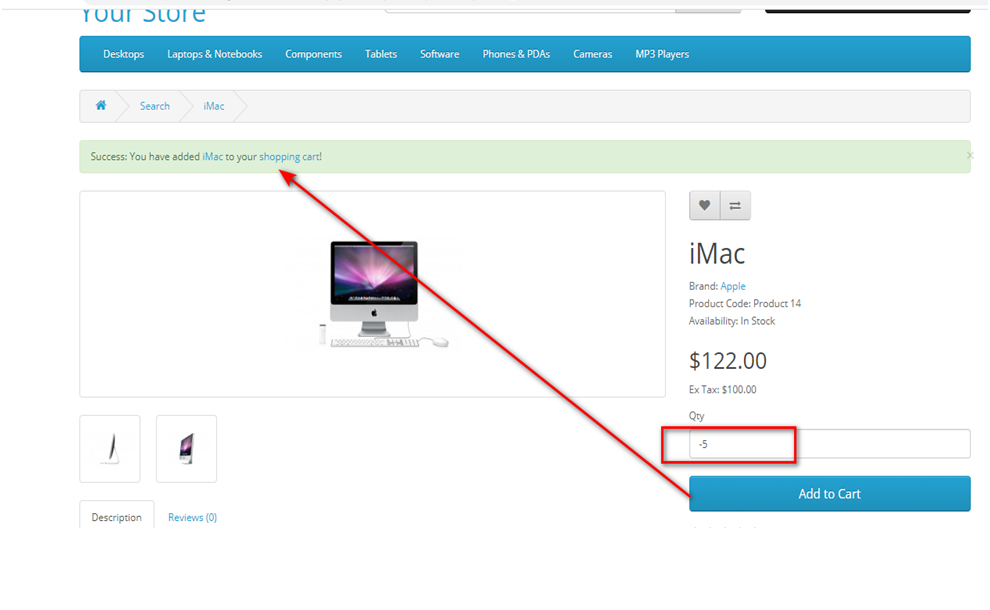 Your Store
Desktops Laptops & Notebooks Components Tablets Software Phones & PDAs Cameras MP3 Players
Search iMac
Success: You have added iMac to your shopping cart!
×
iMac
Brand: Apple
Product Code: Product 14
Availability: In Stock
$122.00
Ex Tax: $100.00
Qty
-5
Add to Cart
Description Reviews (0)